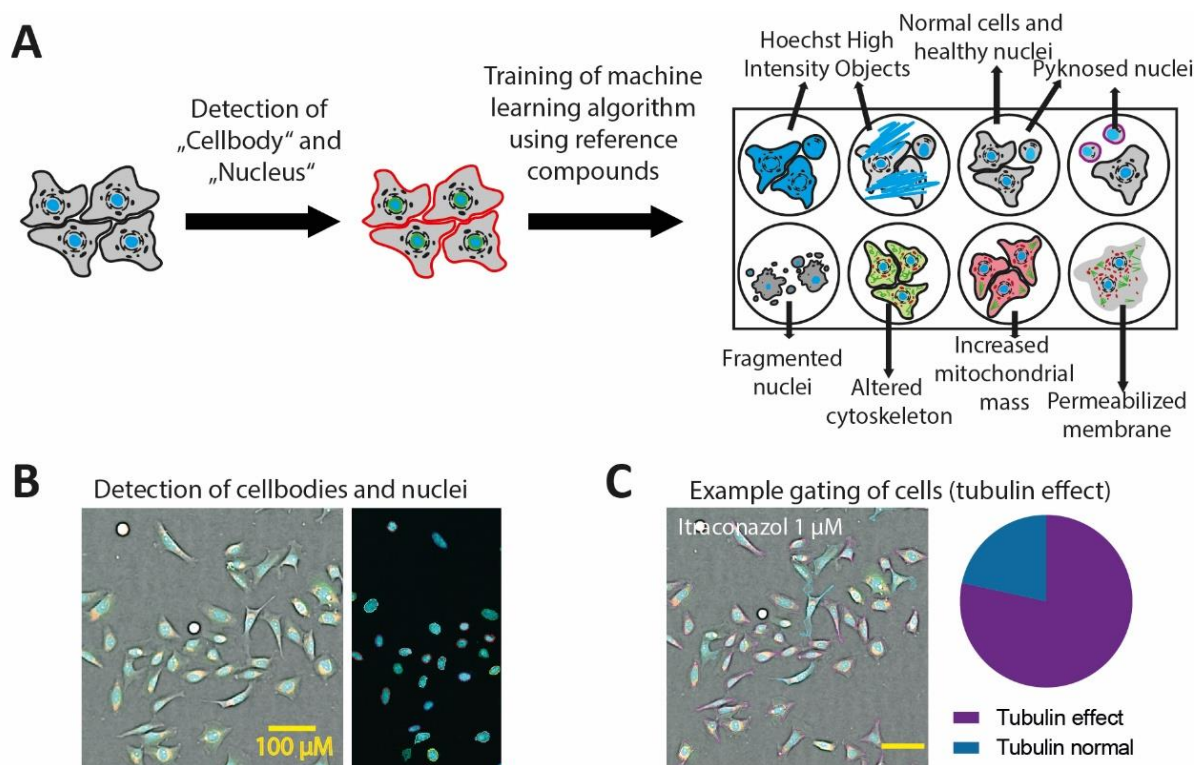 A
Detection of
„Cellbody“ and
„Nucleus“
Training of machine
learning algorithm
using reference
compounds
Hoechst High
Intensity Objects
Normal cells and
healthy nuclei
Pyknosed nuclei
Fragmented
nuclei
Altered
cytoskeleton
Increased
mitochondrial
mass
Permeabilized
membrane
B
Detection of cellbodies and nuclei
100 µM
C
Example gating of cells (tubulin effect)
Itraconazol 1 µM
Tubulin effect
Tubulin normal